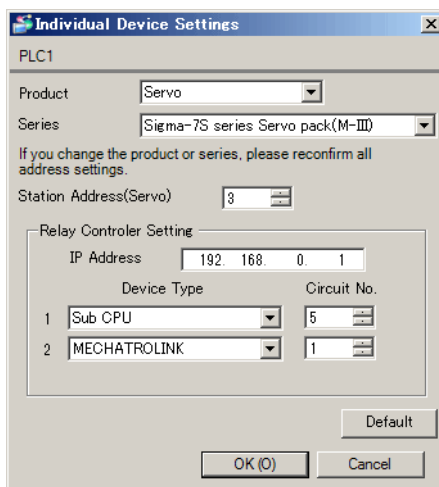 Individual Device Settings
PLC1
Product Servo
Series Sigma-7S series Servo pack(M-III)
If you change the product or series, please reconfirm all
address settings.
Station Address(Servo) 3
Relay Controler Setting
IP Address 192. 168. 0. 1
Device Type Circuit No.
1 Sub CPU 5
2 MECHATROLINK 1
Default
OK (O) Cancel